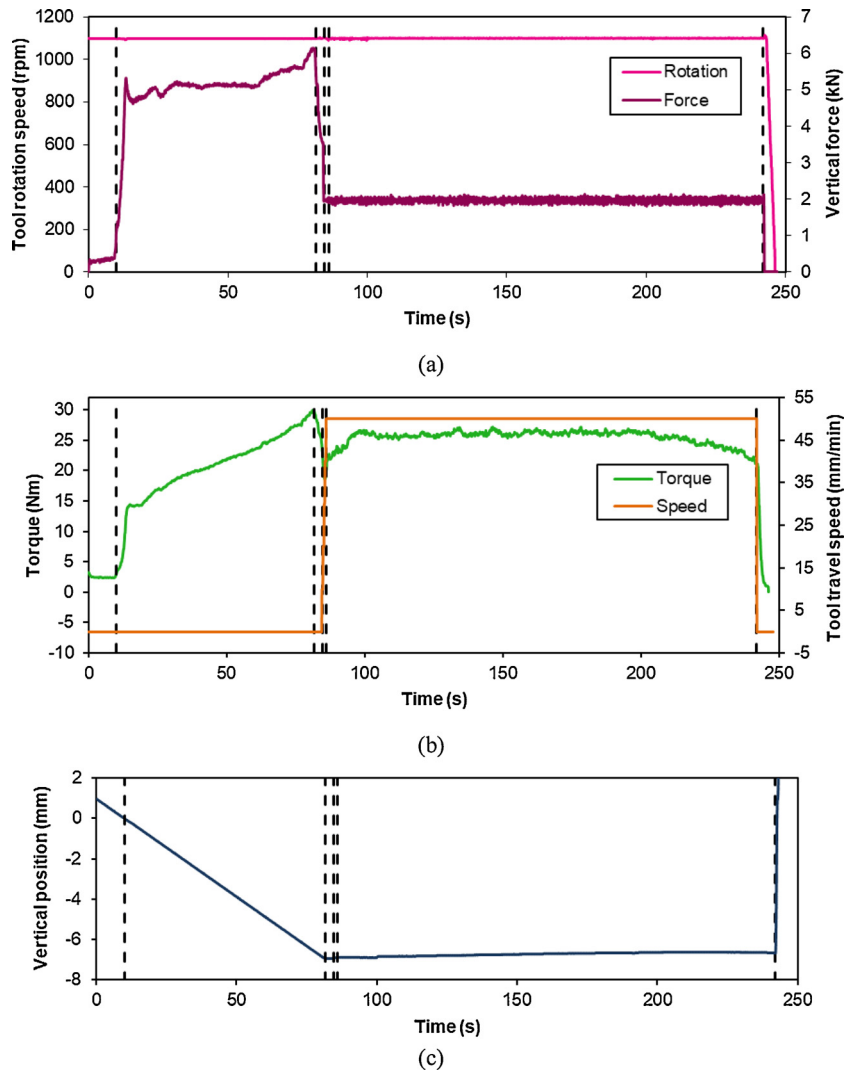 1200
1000
800
600
400
200
0
Tool rotation speed (rpm)
7
6
5
4
3
2
1
0
Vertical force (kN)
Rotation
Force
0 50 100 150 200 250
Time (s)
(a)
30
25
20
15
10
5
0
-5
-10
Torque (Nm)
55
45
35
25
15
5
-5
Tool travel speed (mm/min)
Torque
Speed
0 50 100 150 200 250
Time (s)
(b)
2
0
-2
-4
-6
-8
Vertical position (mm)
0 50 100 150 200 250
Time (s)
(c)